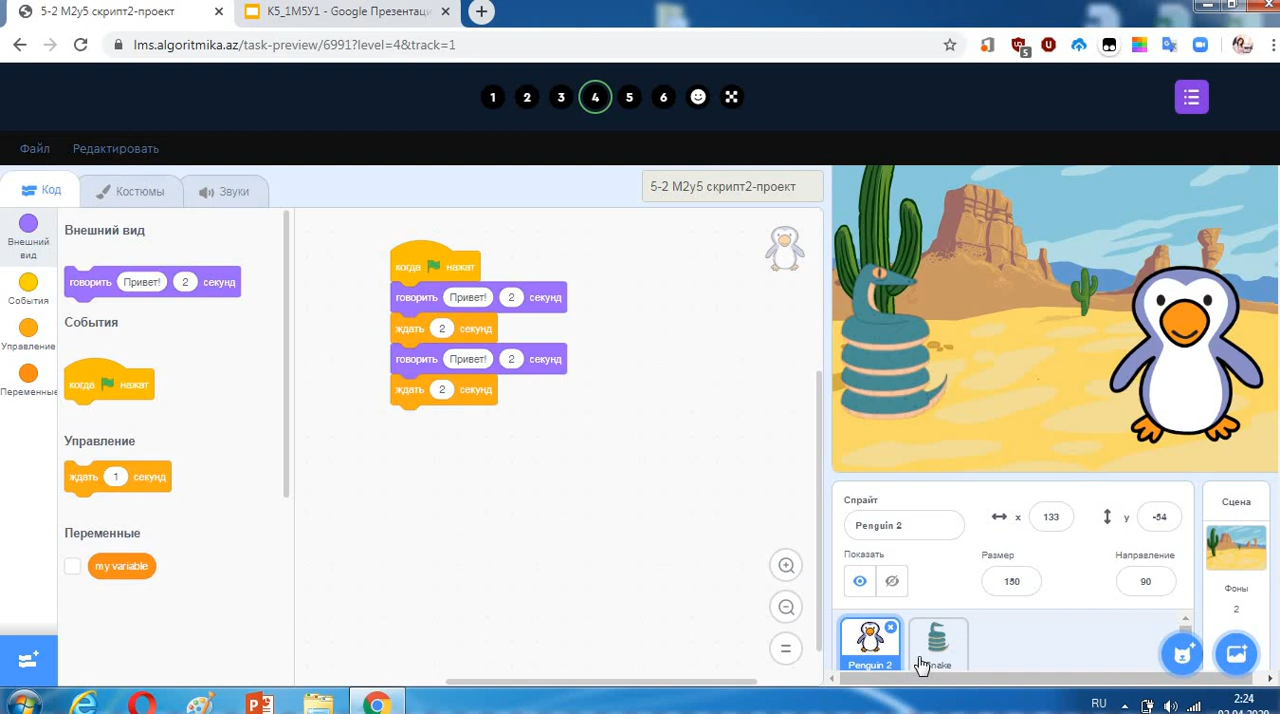 5-2 М2у5 скрипт2-проект
K5_1М5У1 - Google Презентаци
lms.algoritmika.az/task-preview/6991?level=4&track=1
5
1 2 3 4 5 6
Файл Редактировать
Код Костюмы Звуки
5-2 М2у5 скрипт2-проект
Внешний вид
События
Управление
Переменные
Внешний вид
говорить Привет! 2 секунд
События
когда нажат
Управление
ждать 1 секунд
Переменные
my variable
когда нажат
говорить Привет! 2 секунд
ждать 2 секунд
говорить Привет! 2 секунд
ждать 2 секунд
Спрайт
Penguin 2
x 133
y -54
Показать
Размер
150
Направление
90
Penguin 2
Сцена
Фоны
2
RU
2:24